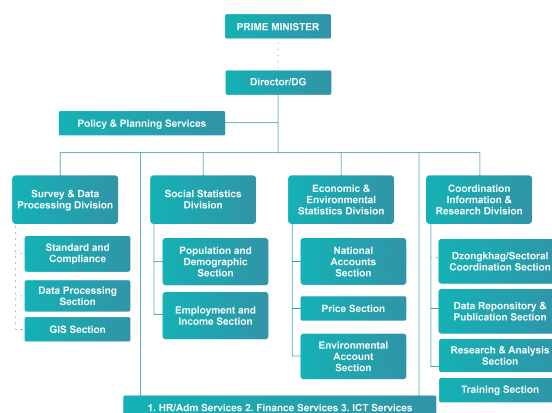 PRIME MINISTER
Director/DG
Policy & Planning Services
Survey & Data
Processing Division
Standard and
Compliance
Data Processing
Section
GIS Section
Social Statistics
Division
Population and
Demographic
Section
Employment and
Income Section
Economic &
Environmental
Statistics Division
National
Accounts
Section
Price Section
Environmental
Account
Section
Coordination
Information &
Research Division
Dzongkhag/Sectoral
Coordination Section
Data Reponsitory &
Publication Section
Research & Analysis
Section
Training Section
1. HR/Adm Services 2. Finance Services 3. ICT Services